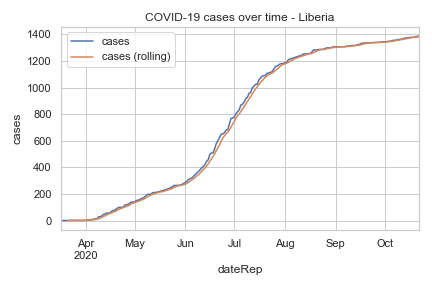 COVID-19 cases over time - Liberia
cases
cases (rolling)
1400
1200
1000
800
600
400
200
0
cases
Apr
2020
May
Jun
Jul
Aug
Sep
Oct
dateRep